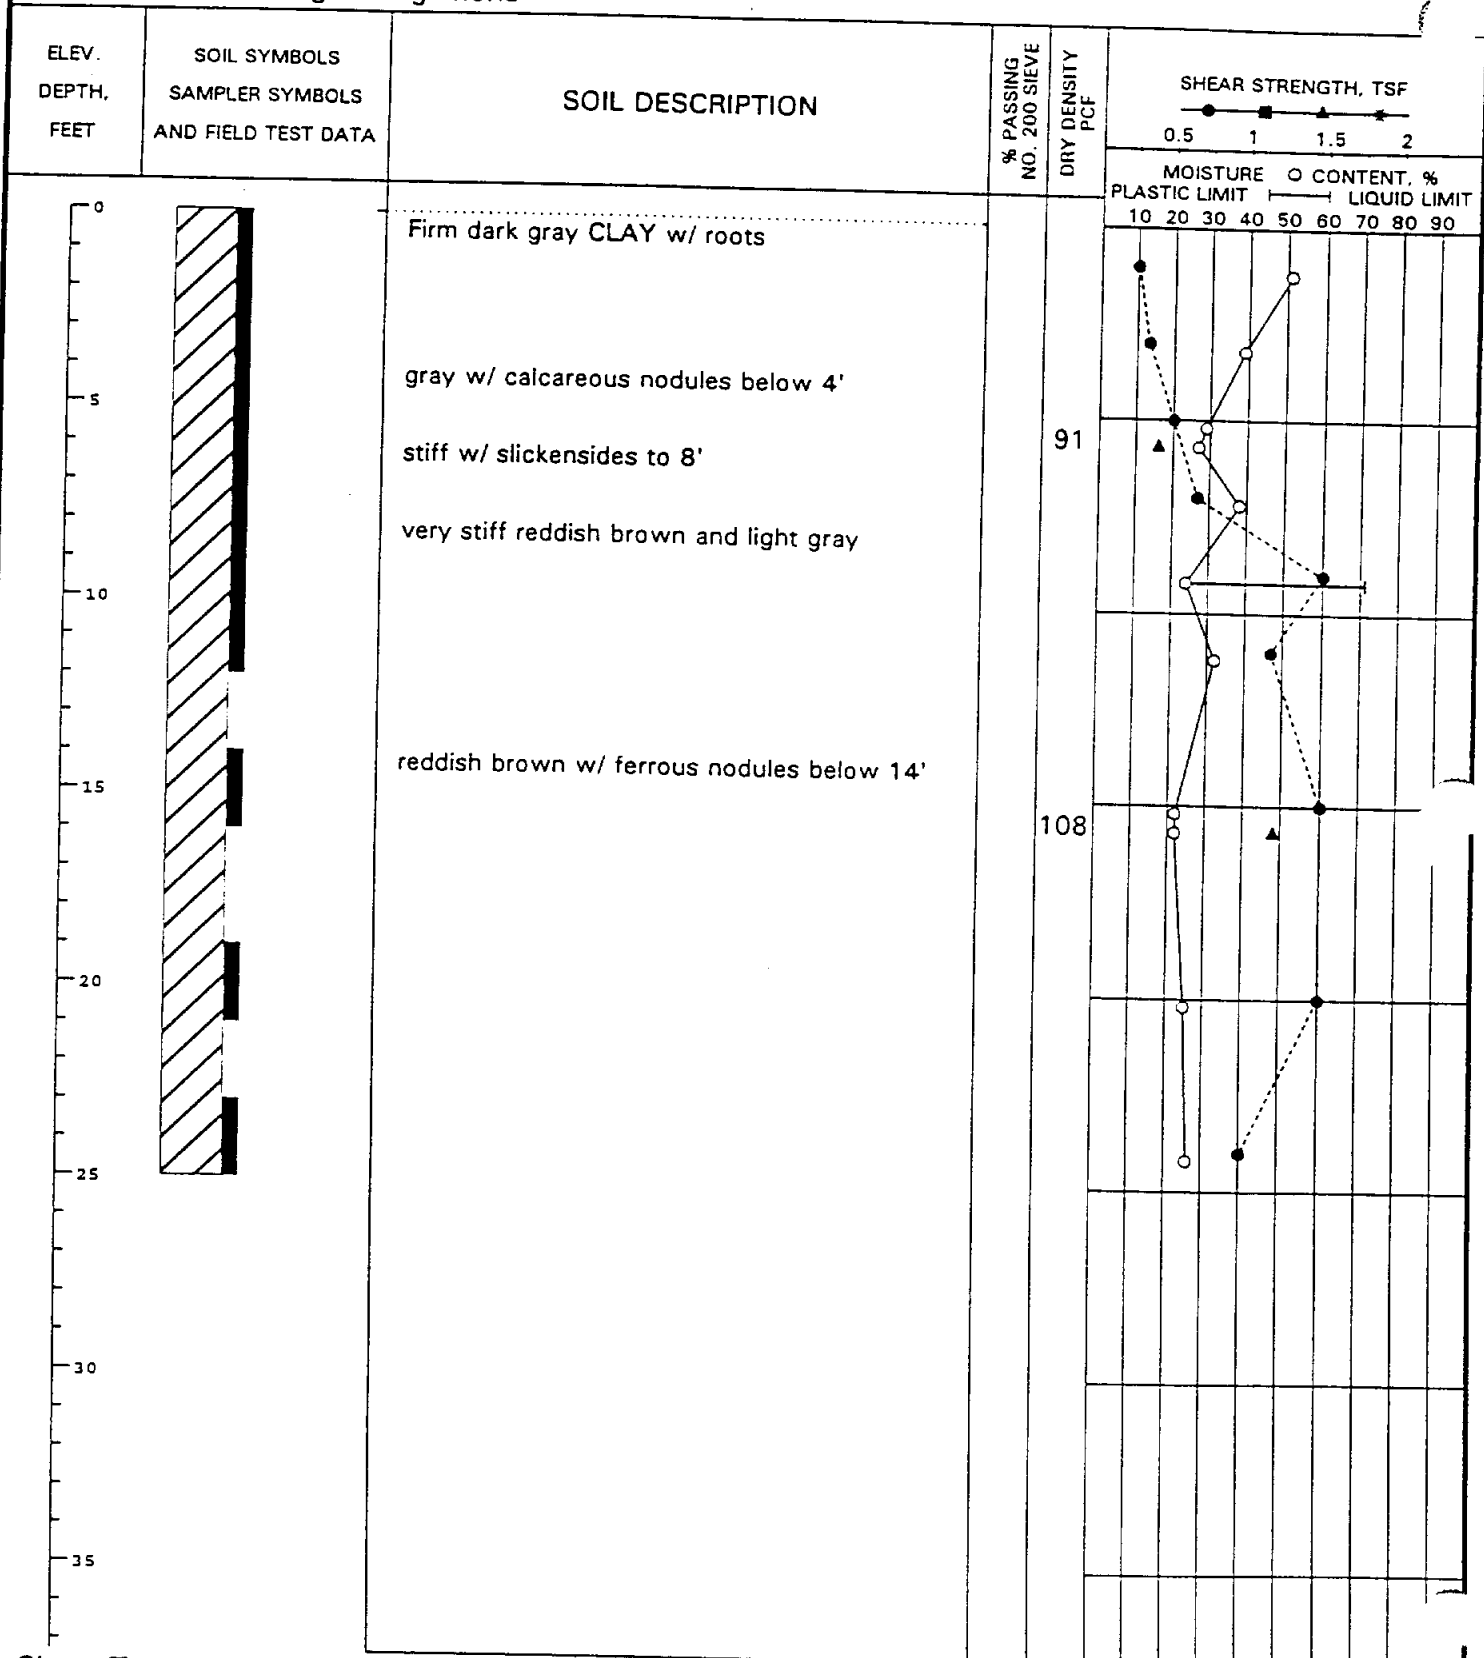 ELEV.
DEPTH,
FEET
SOIL SYMBOLS
SAMPLER SYMBOLS
AND FIELD TEST DATA
SOIL DESCRIPTION
% PASSING
NO. 200 SIEVE
DRY DENSITY
PCF
SHEAR STRENGTH, TSF
0.5 1 1.5 2
MOISTURE CONTENT, %
PLASTIC LIMIT LIQUID LIMIT
10 20 30 40 50 60 70 80 90
0
Firm dark gray CLAY w/ roots
gray w/ calcareous nodules below 4'
5
91
stiff w/ slickensides to 8'
very stiff reddish brown and light gray
10
reddish brown w/ ferrous nodules below 14'
15
108
20
25
30
35